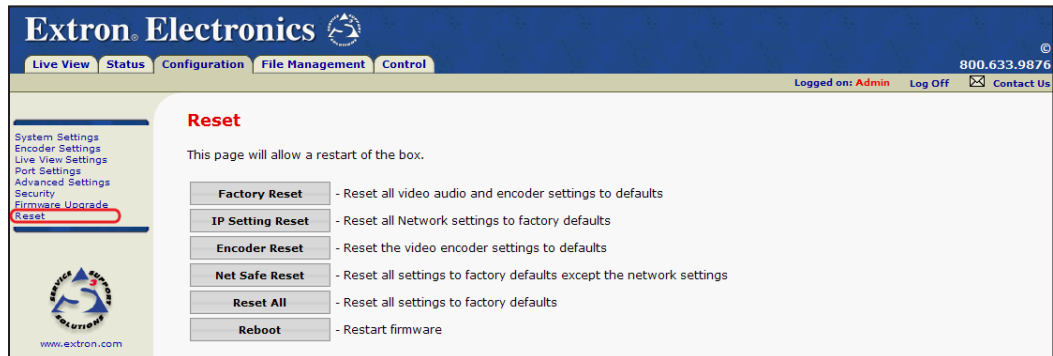 Extron® Electronics
Live View Status Configuration File Management Control
©
800.633.9876
Logged on: Admin Log Off Contact Us
System Settings
Encoder Settings
Live View Settings
Port Settings
Advanced Settings
Security
Firmware Upgrade
Reset
SERVICE SUPPORT SOLUTIONS
3
www.extron.com
Reset
This page will allow a restart of the box.
Factory Reset - Reset all video audio and encoder settings to defaults
IP Setting Reset - Reset all Network settings to factory defaults
Encoder Reset - Reset the video encoder settings to defaults
Net Safe Reset - Reset all settings to factory defaults except the network settings
Reset All - Reset all settings to factory defaults
Reboot - Restart firmware